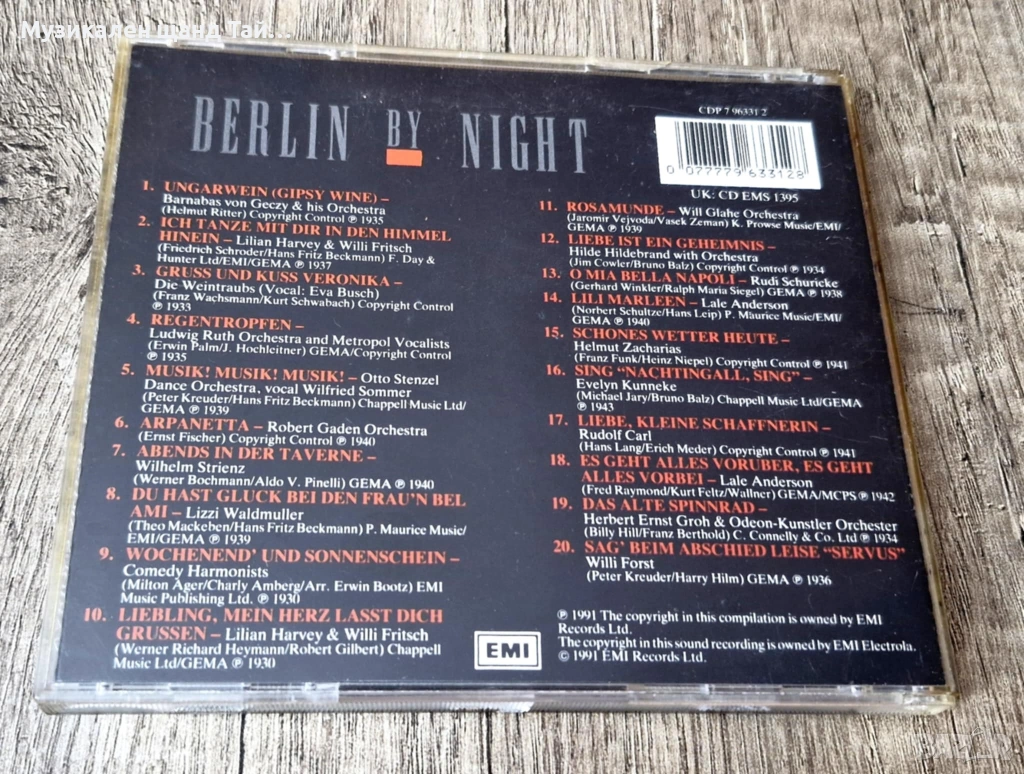 Музикален щанд Тай...
BERLIN BY NIGHT
CDP 7 96331 2
0 077779 633128
UK: CD EMS 1395
1. UNGARWEIN (GIPSY WINE) –
Barnabas von Geczy & his Orchestra
(Helmut Ritter) Copyright Control ℗ 1935
2. ICH TANZE MIT DIR IN DEN HIMMEL
HINEIN – Lilian Harvey & Willi Fritsch
(Friedrich Schroder/Hans Fritz Beckmann) F. Day &
Hunter Ltd/EMI/GEMA ℗ 1937
3. GRUSS UND KUSS VERONIKA –
Die Weintraubs (Vocal: Eva Busch)
(Franz Wachsmann/Kurt Schwabach) Copyright Control
℗ 1933
4. REGENTROPFEN –
Ludwig Ruth Orchestra and Metropol Vocalists
(Erwin Palm/J. Hochleitner) GEMA/Copyright Control
℗ 1935
5. MUSIK! MUSIK! MUSIK! – Otto Stenzel
Dance Orchestra, vocal Wilfried Sommer
(Peter Kreuder/Hans Fritz Beckmann) Chappell Music Ltd/
GEMA ℗ 1939
6. ARPANETTA – Robert Gaden Orchestra
(Ernst Fischer) Copyright Control ℗ 1940
7. ABENDS IN DER TAVERNE –
Wilhelm Strienz
(Werner Bochmann/Aldo V. Pinelli) GEMA ℗ 1940
8. DU HAST GLUCK BEI DEN FRAU'N BEL
AMI – Lizzi Waldmuller
(Theo Mackeben/Hans Fritz Beckmann) P. Maurice Music/
EMI/GEMA ℗ 1939
9. WOCHENEND' UND SONNENSCHEIN –
Comedy Harmonists
(Milton Ager/Charly Amberg/Arr. Erwin Bootz) EMI
Music Publishing Ltd. ℗ 1930
10. LIEBLING, MEIN HERZ LASST DICH
GRUSSEN – Lilian Harvey & Willi Fritsch
(Werner Richard Heymann/Robert Gilbert) Chappell
Music Ltd/GEMA ℗ 1930
11. ROSAMUNDE – Will Glahe Orchestra
(Jaromir Vejvoda/Vasek Zeman) K. Prowse Music/EMI/
GEMA ℗ 1939
12. LIEBE IST EIN GEHEIMNIS –
Hilde Hildebrand with Orchestra
(Jim Cowler/Bruno Balz) Copyright Control ℗ 1934
13. O MIA BELLA NAPOLI – Rudi Schuricke
(Gerhard Winkler/Ralph Maria Siegel) GEMA ℗ 1938
14. LILI MARLEEN – Lale Anderson
(Norbert Schultze/Hans Leip) P. Maurice Music/EMI/
GEMA ℗ 1940
15. SCHONES WETTER HEUTE –
Helmut Zacharias
(Franz Funk/Heinz Niepel) Copyright Control ℗ 1941
16. SING "NACHTINGALL, SING" –
Evelyn Kunneke
(Michael Jary/Bruno Balz) Chappell Music Ltd/GEMA
℗ 1943
17. LIEBE, KLEINE SCHAFFNERIN –
Rudolf Carl
(Hans Lang/Erich Meder) Copyright Control ℗ 1941
18. ES GEHT ALLES VORUBER, ES GEHT
ALLES VORBEI – Lale Anderson
(Fred Raymond/Kurt Feltz/Wallner) GEMA/MCPS ℗ 1942
19. DAS ALTE SPINNRAD –
Herbert Ernst Groh & Odeon-Kunstler Orchester
(Billy Hill/Franz Berthold) C. Connelly & Co. Ltd ℗ 1934
20. SAG' BEIM ABSCHIED LEISE "SERVUS"
Willi Forst
(Peter Kreuder/Harry Hilm) GEMA ℗ 1936
℗ 1991 The copyright in this compilation is owned by EMI
Records Ltd.
The copyright in this sound recording is owned by EMI Electrola.
© 1991 EMI Records Ltd.
EMI